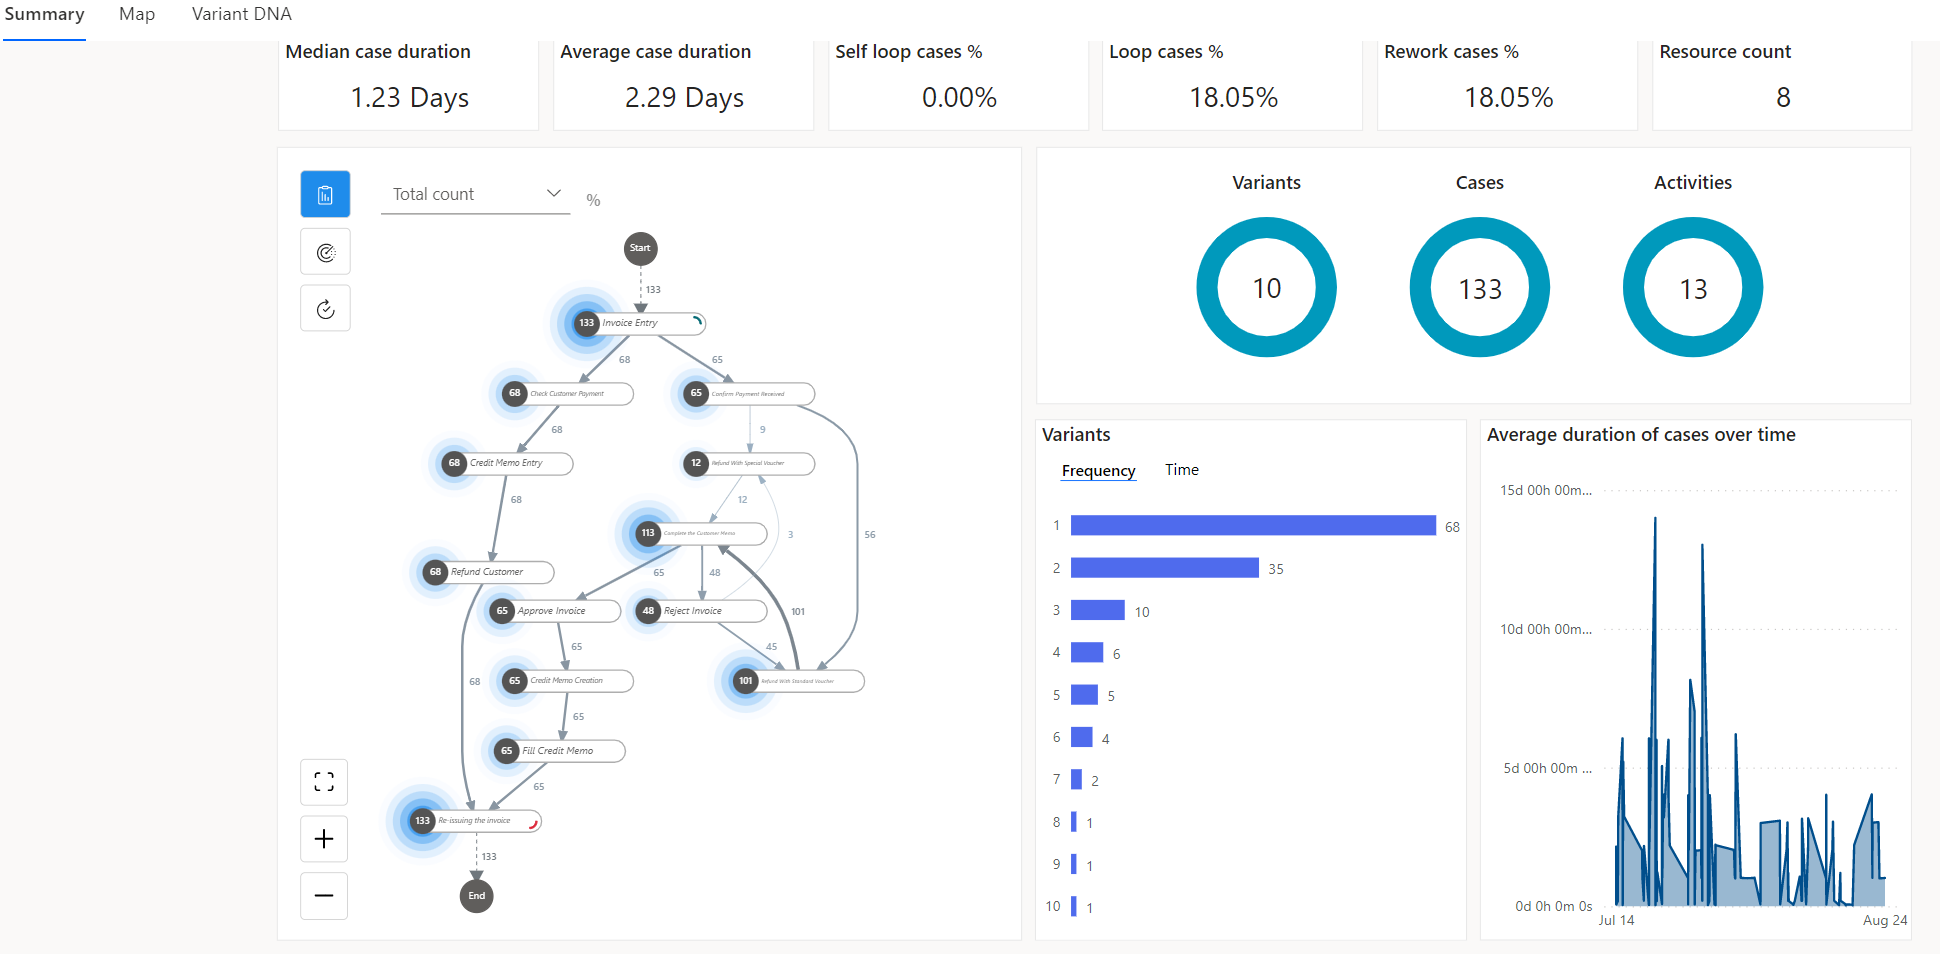 Summary Map Variant DNA
Median case duration
1.23 Days
Average case duration
2.29 Days
Self loop cases %
0.00%
Loop cases %
18.05%
Rework cases %
18.05%
Resource count
8
Total count
%
Start
133
133 Invoice Entry
68
65
68 Check Customer Payment
65 Confirm Payment Received
68
9
68 Credit Memo Entry
12 Refund With Special Voucher
68
12
113 Complete the Customer Memo
3
56
65
48
68 Refund Customer
65 Approve Invoice
48 Reject Invoice
101
65
45
68
65 Credit Memo Creation
101 Refund With Standard Voucher
65
65 Fill Credit Memo
65
133 Re-issuing the invoice
133
End
Variants
10
Cases
133
Activities
13
Variants
Frequency Time
1 68
2 35
3 10
4 6
5 5
6 4
7 2
8 1
9 1
10 1
Average duration of cases over time
15d 00h 00m...
10d 00h 00m...
5d 00h 00m ...
0d 0h 0m 0s
Jul 14 Aug 24